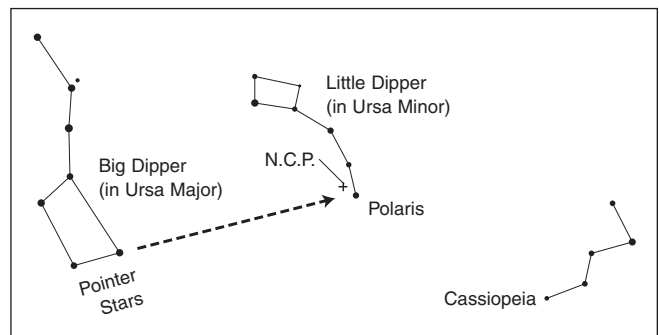 Little Dipper
(in Ursa Minor)
N.C.P.
Big Dipper
(in Ursa Major)
Polaris
Pointer
Stars
Cassiopeia